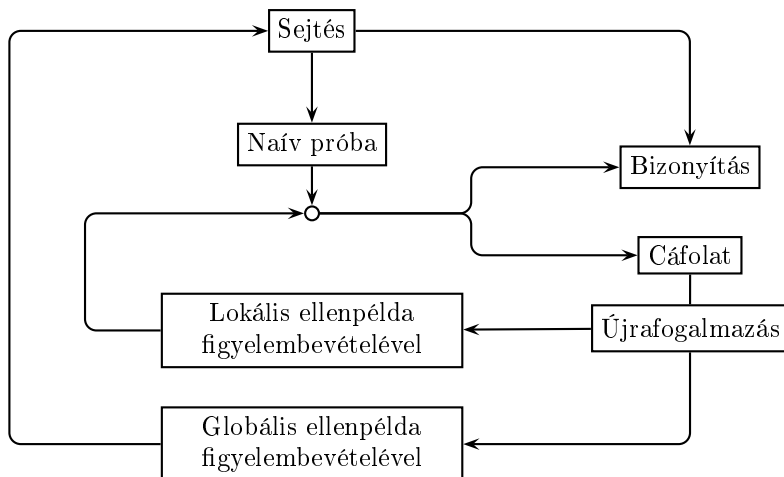 Sejtés
Naív próba
Bizonyítás
Cáfolat
Lokális ellenpélda
figyelembevételével
Újrafogalmazás
Globális ellenpélda
figyelembevételével